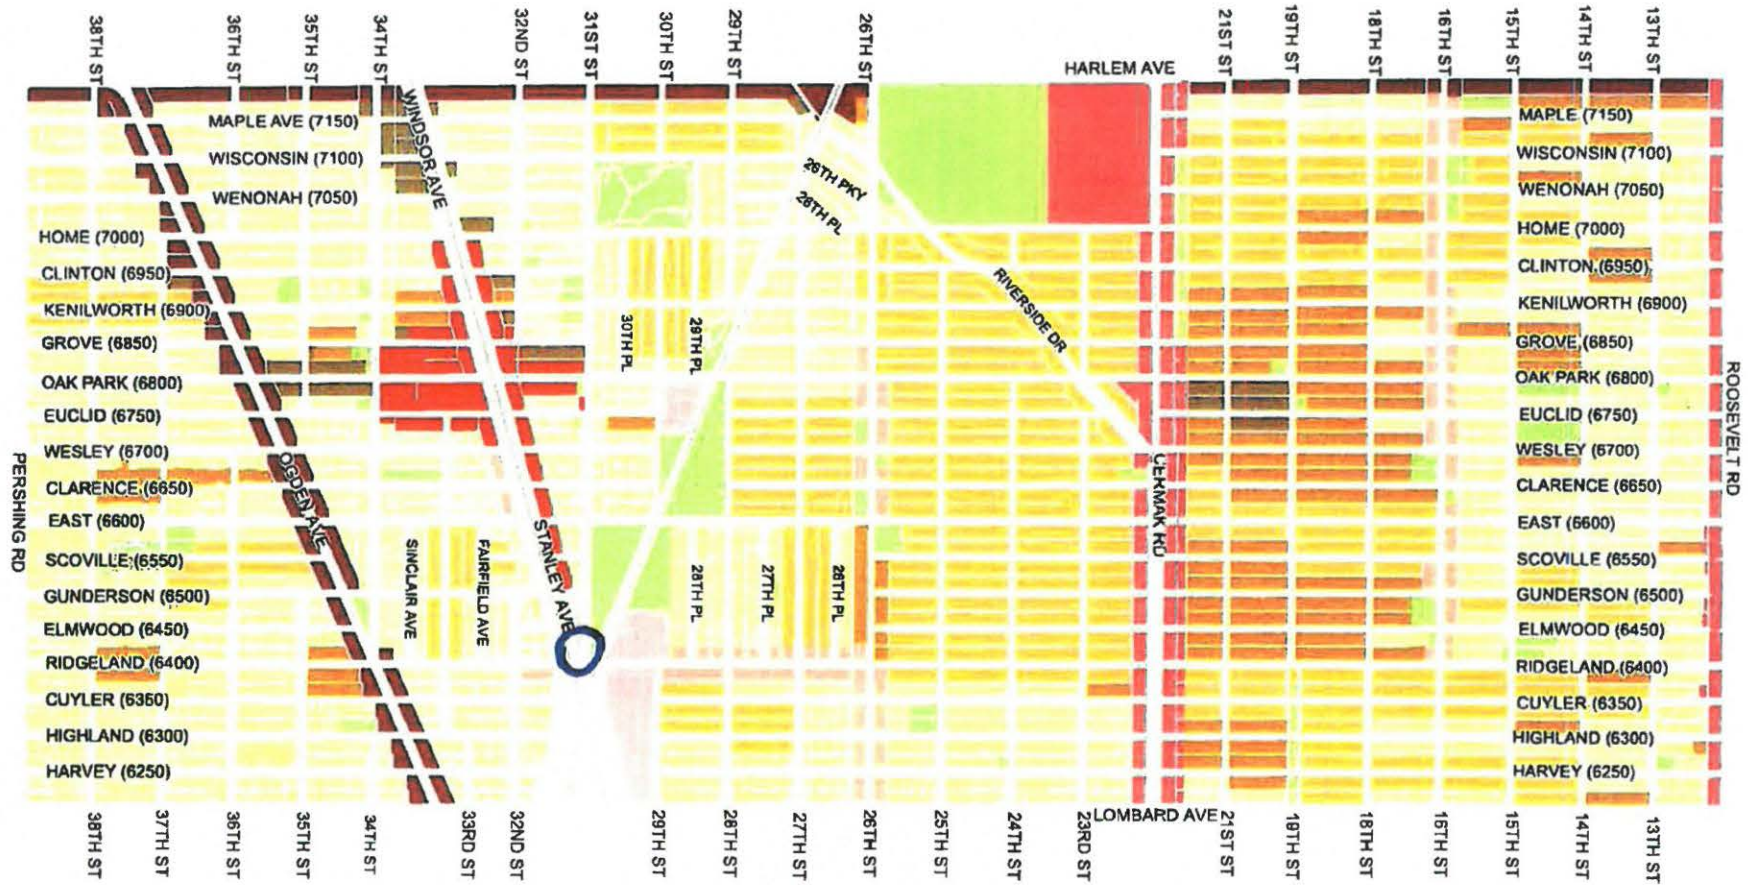 38TH ST
36TH ST
35TH ST
34TH ST
32ND ST
31ST ST
30TH ST
29TH ST
26TH ST
HARLEM AVE
21ST ST
19TH ST
18TH ST
16TH ST
15TH ST
14TH ST
13TH ST
WINDSOR AVE
MAPLE AVE (7150)
WISCONSIN (7100)
WENONAH (7050)
HOME (7000)
CLINTON (6950)
KENILWORTH (6900)
GROVE (6850)
OAK PARK (6800)
EUCLID (6750)
WESLEY (6700)
CLARENCE (6650)
EAST (6600)
SCOVILLE (6550)
GUNDERSON (6500)
ELMWOOD (6450)
RIDGELAND (6400)
CUYLER (6350)
HIGHLAND (6300)
HARVEY (6250)
PERSHING RD
OGDEN AVE
SINCLAIR AVE
FAIRFIELD AVE
STANLEY AVE
26TH PKY
26TH PL
30TH PL
29TH PL
28TH PL
27TH PL
26TH PL
RIVERSIDE DR
CERMAK RD
MAPLE (7150)
WISCONSIN (7100)
WENONAH (7050)
HOME (7000)
CLINTON (6950)
KENILWORTH (6900)
GROVE (6850)
OAK PARK (6800)
EUCLID (6750)
WESLEY (6700)
CLARENCE (6650)
EAST (6600)
SCOVILLE (6550)
GUNDERSON (6500)
ELMWOOD (6450)
RIDGELAND (6400)
CUYLER (6350)
HIGHLAND (6300)
HARVEY (6250)
ROOSEVELT RD
38TH ST
37TH ST
36TH ST
35TH ST
34TH ST
33RD ST
32ND ST
29TH ST
28TH ST
27TH ST
26TH ST
25TH ST
24TH ST
23RD ST
LOMBARD AVE
21ST ST
19TH ST
18TH ST
16TH ST
15TH ST
14TH ST
13TH ST